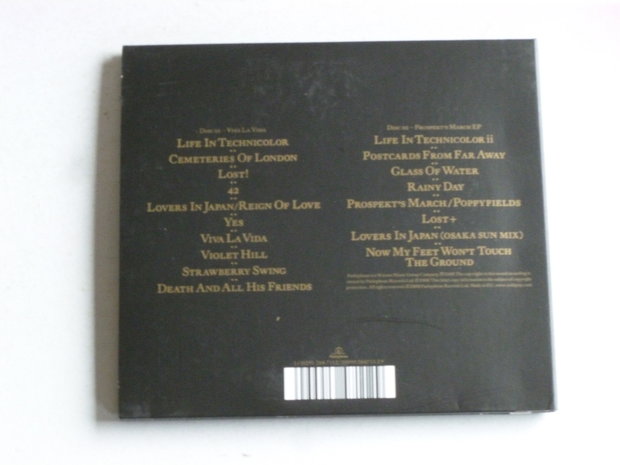 Disc 01 - Viva La Vida
Life In Technicolor
Cemeteries Of London
Lost!
42
Lovers In Japan/Reign Of Love
Yes
Viva La Vida
Violet Hill
Strawberry Swing
Death And All His Friends
Disc 02 - Prospekt's March EP
Life In Technicolor ii
Postcards From Far Away
Glass Of Water
Rainy Day
Prospekt's March/Poppyfields
Lost+
Lovers In Japan (Osaka Sun Mix)
Now My Feet Won't Touch
The Ground
Parlophone